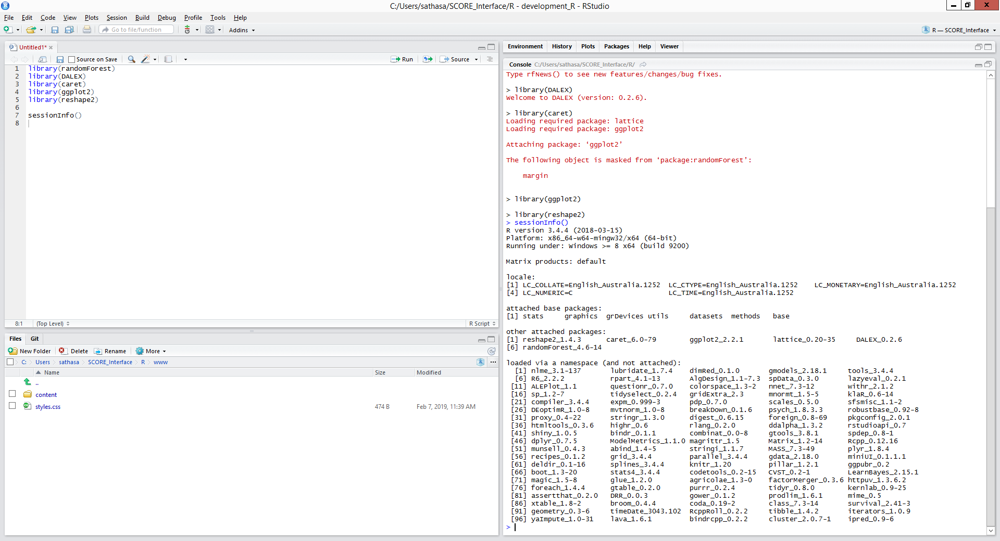 C:/Users/sathasa/SCORE_Interface/R - development_R - RStudio
File Edit Code View Plots Session Build Debug Profile Tools Help
Go to file/function Addins R — SCORE_Interface
Untitled1*
Source on Save Run Source
1 library(randomForest)
2 library(DALEX)
3 library(caret)
4 library(ggplot2)
5 library(reshape2)
6
7 sessionInfo()
8
8:1 (Top Level) R Script
Files Git
New Folder Delete Rename More
C: Users sathasa SCORE_Interface R www ...
Name Size Modified
..
content
styles.css 474 B Feb 7, 2019, 11:39 AM
Environment History Plots Packages Help Viewer
Console C:/Users/sathasa/SCORE_Interface/R/
Type rfNews() to see new features/changes/bug fixes.
> library(DALEX)
Welcome to DALEX (version: 0.2.6).
> library(caret)
Loading required package: lattice
Loading required package: ggplot2
Attaching package: ‘ggplot2’
The following object is masked from ‘package:randomForest’:
margin
> library(ggplot2)
> library(reshape2)
> sessionInfo()
R version 3.4.4 (2018-03-15)
Platform: x86_64-w64-mingw32/x64 (64-bit)
Running under: Windows >= 8 x64 (build 9200)
Matrix products: default
locale:
[1] LC_COLLATE=English_Australia.1252 LC_CTYPE=English_Australia.1252 LC_MONETARY=English_Australia.1252
[4] LC_NUMERIC=C LC_TIME=English_Australia.1252
attached base packages:
[1] stats graphics grDevices utils datasets methods base
other attached packages:
[1] reshape2_1.4.3 caret_6.0-79 ggplot2_2.2.1 lattice_0.20-35 DALEX_0.2.6
[6] randomForest_4.6-14
loaded via a namespace (and not attached):
[1] nlme_3.1-137 lubridate_1.7.4 dimRed_0.1.0 gmodels_2.18.1 tools_3.4.4
[6] R6_2.2.2 rpart_4.1-13 AlgDesign_1.1-7.3 spData_0.3.0 lazyeval_0.2.1
[11] ALEPlot_1.1 questionr_0.7.0 colorspace_1.3-2 nnet_7.3-12 withr_2.1.2
[16] sp_1.2-7 tidyselect_0.2.4 gridExtra_2.3 mnormt_1.5-5 klaR_0.6-14
[21] compiler_3.4.4 expm_0.999-3 pdp_0.7.0 scales_0.5.0 sfsmisc_1.1-2
[26] DEoptimR_1.0-8 mvtnorm_1.0-8 breakDown_0.1.6 psych_1.8.3.3 robustbase_0.92-8
[31] proxy_0.4-22 stringr_1.3.0 digest_0.6.15 foreign_0.8-69 pkgconfig_2.0.1
[36] htmltools_0.3.6 highr_0.6 rlang_0.2.0 ddalpha_1.3.2 rstudioapi_0.7
[41] shiny_1.0.5 bindr_0.1.1 combinat_0.0-8 gtools_3.8.1 spdep_0.8-1
[46] dplyr_0.7.5 ModelMetrics_1.1.0 magrittr_1.5 Matrix_1.2-14 Rcpp_0.12.16
[51] munsell_0.4.3 abind_1.4-5 stringi_1.1.7 MASS_7.3-49 plyr_1.8.4
[56] recipes_0.1.2 grid_3.4.4 parallel_3.4.4 gdata_2.18.0 miniUI_0.1.1.1
[61] deldir_0.1-16 splines_3.4.4 knitr_1.20 pillar_1.2.1 ggpubr_0.2
[66] boot_1.3-20 stats4_3.4.4 codetools_0.2-15 CVST_0.2-1 LearnBayes_2.15.1
[71] magic_1.5-8 glue_1.2.0 agricolae_1.3-0 factorMerger_0.3.6 httpuv_1.3.6.2
[76] foreach_1.4.4 gtable_0.2.0 purrr_0.2.4 tidyr_0.8.0 kernlab_0.9-25
[81] assertthat_0.2.0 DRR_0.0.3 gower_0.1.2 prodlim_1.6.1 mime_0.5
[86] xtable_1.8-2 broom_0.4.4 coda_0.19-2 class_7.3-14 survival_2.41-3
[91] geometry_0.3-6 timeDate_3043.102 RcppRoll_0.2.2 tibble_1.4.2 iterators_1.0.9
[96] yaImpute_1.0-31 lava_1.6.1 bindrcpp_0.2.2 cluster_2.0.7-1 ipred_0.9-6
>